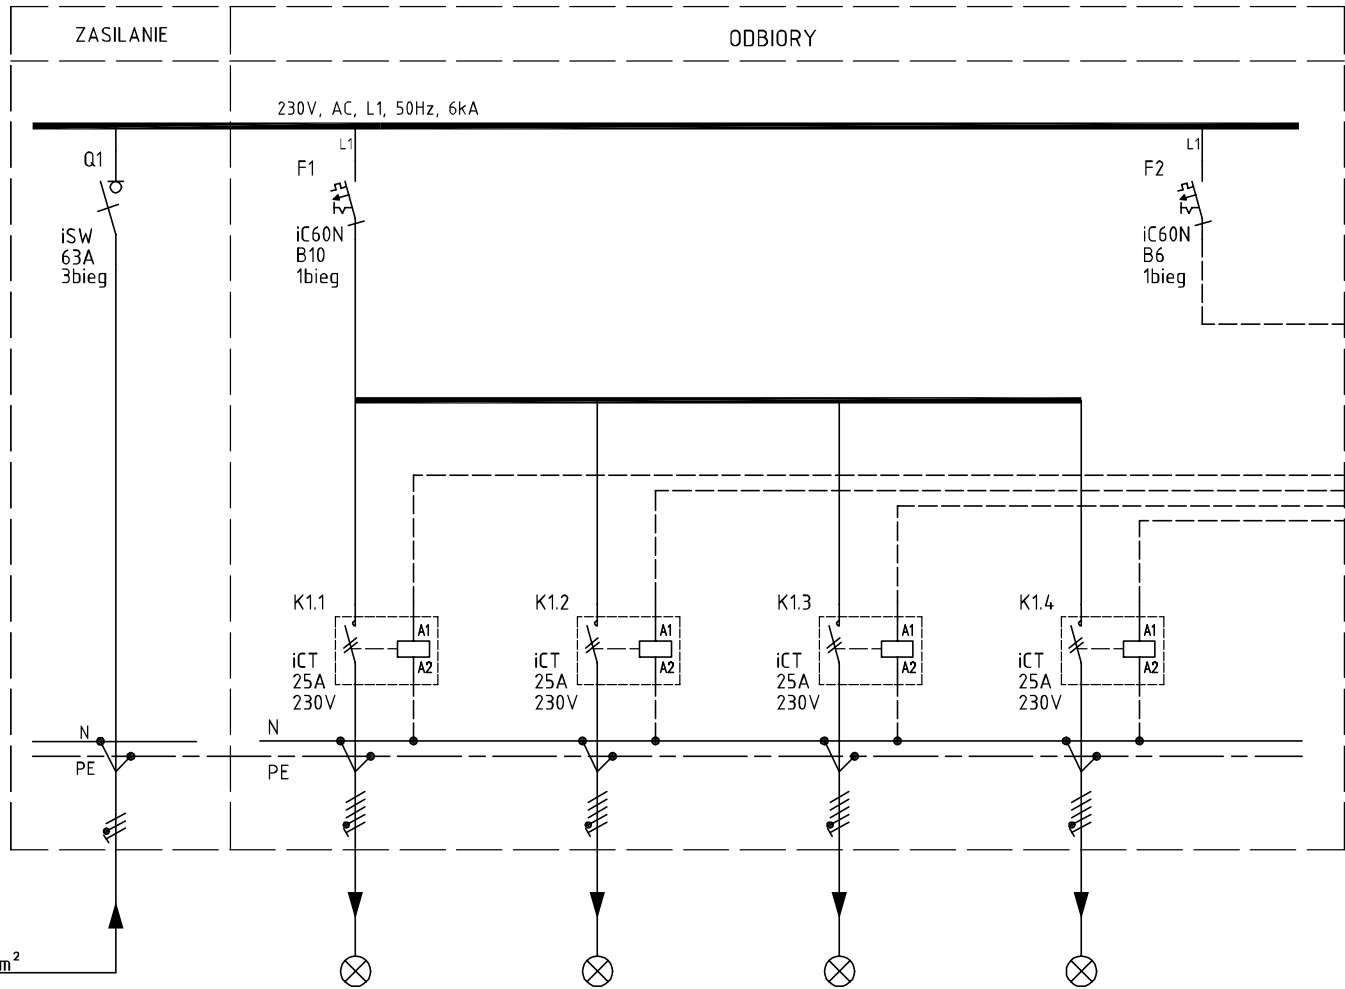 ZASILANIE
ODBIORY
230V, AC, L1, 50Hz, 6kA
Q1
iSW
63A
3bieg
L1
F1
iC60N
B10
1bieg
L1
F2
iC60N
B6
1bieg
K1.1
A1
A2
iCT
25A
230V
K1.2
A1
A2
iCT
25A
230V
K1.3
A1
A2
iCT
25A
230V
K1.4
A1
A2
iCT
25A
230V
N
PE
N
PE
m²